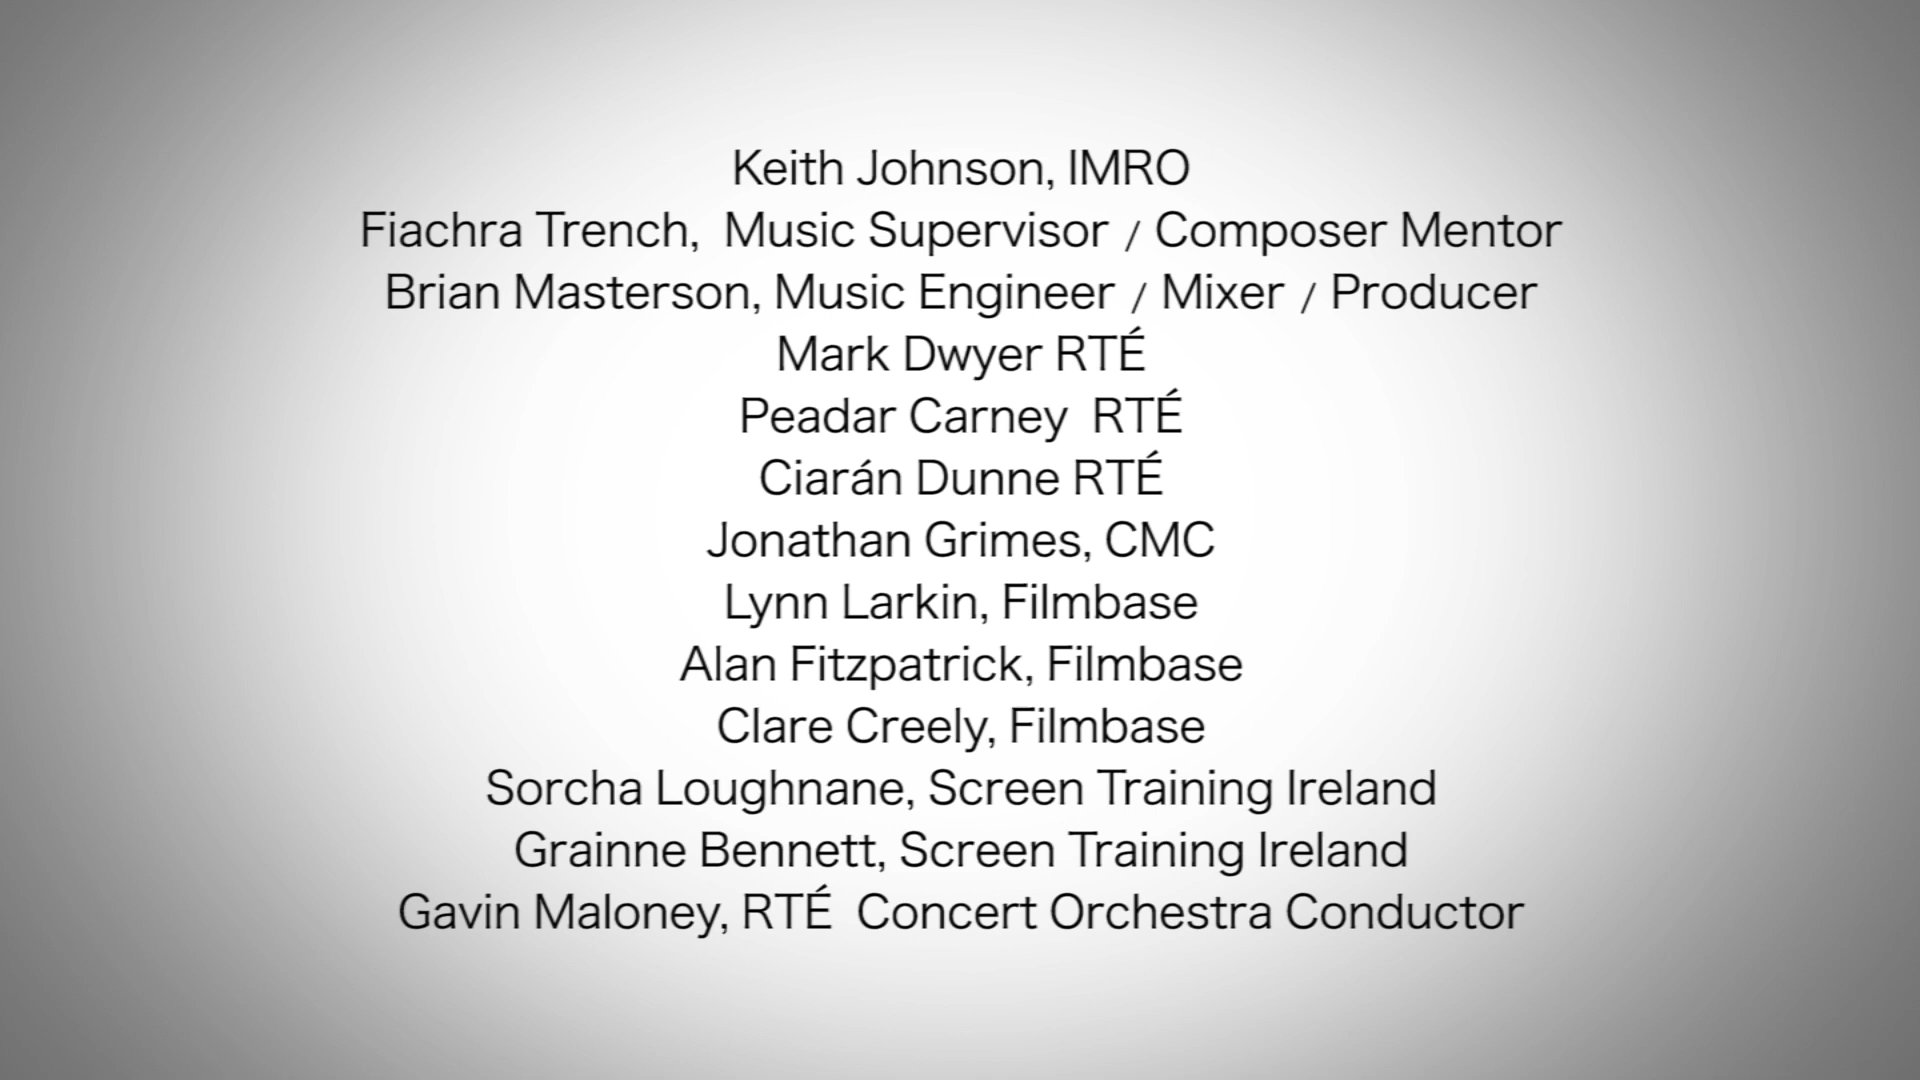 Keith Johnson, IMRO
Fiachra Trench,  Music Supervisor / Composer Mentor
Brian Masterson, Music Engineer / Mixer / Producer
Mark Dwyer RTÉ
Peadar Carney  RTÉ
Ciarán Dunne RTÉ
Jonathan Grimes, CMC
Lynn Larkin, Filmbase
Alan Fitzpatrick, Filmbase
Clare Creely, Filmbase
Sorcha Loughnane, Screen Training Ireland
Grainne Bennett, Screen Training Ireland
Gavin Maloney, RTÉ  Concert Orchestra Conductor